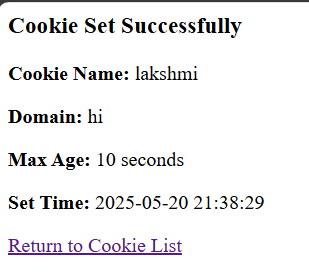 Cookie Set Successfully
Cookie Name: lakshmi
Domain: hi
Max Age: 10 seconds
Set Time: 2025-05-20 21:38:29
Return to Cookie List